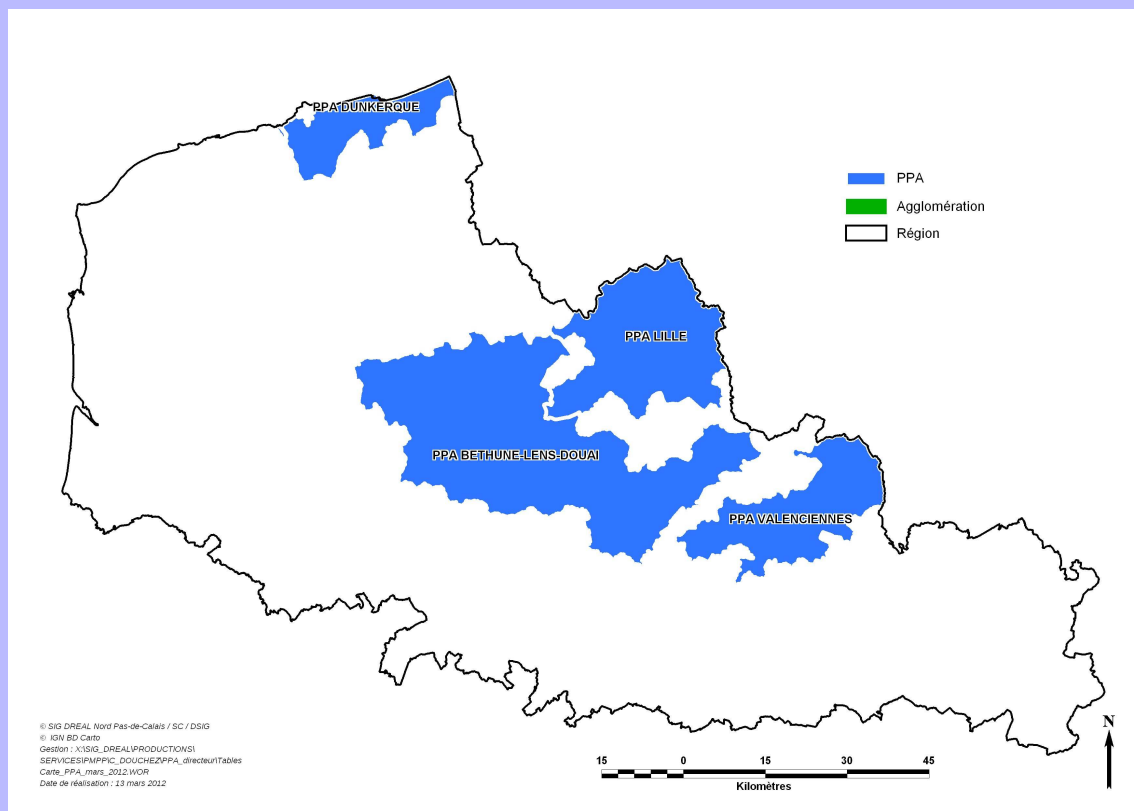 PPA DUNKERQUE
PPA
Agglomération
Région
PPA LILLE
PPA BETHUNE-LENS-DOUAI
PPA VALENCIENNES
© SIG DREAL Nord Pas-de-Calais / SC / DSIG
© IGN BD Carto
Gestion : X:\SIG_DREAL\PRODUCTIONS\
SERVICES\PMPP\C_DOUCHEZ\PPA_directeur\Tables
Carte_PPA_mars_2012.WOR
Date de réalisation : 13 mars 2012
15 0 15 30 45
Kilomètres
N